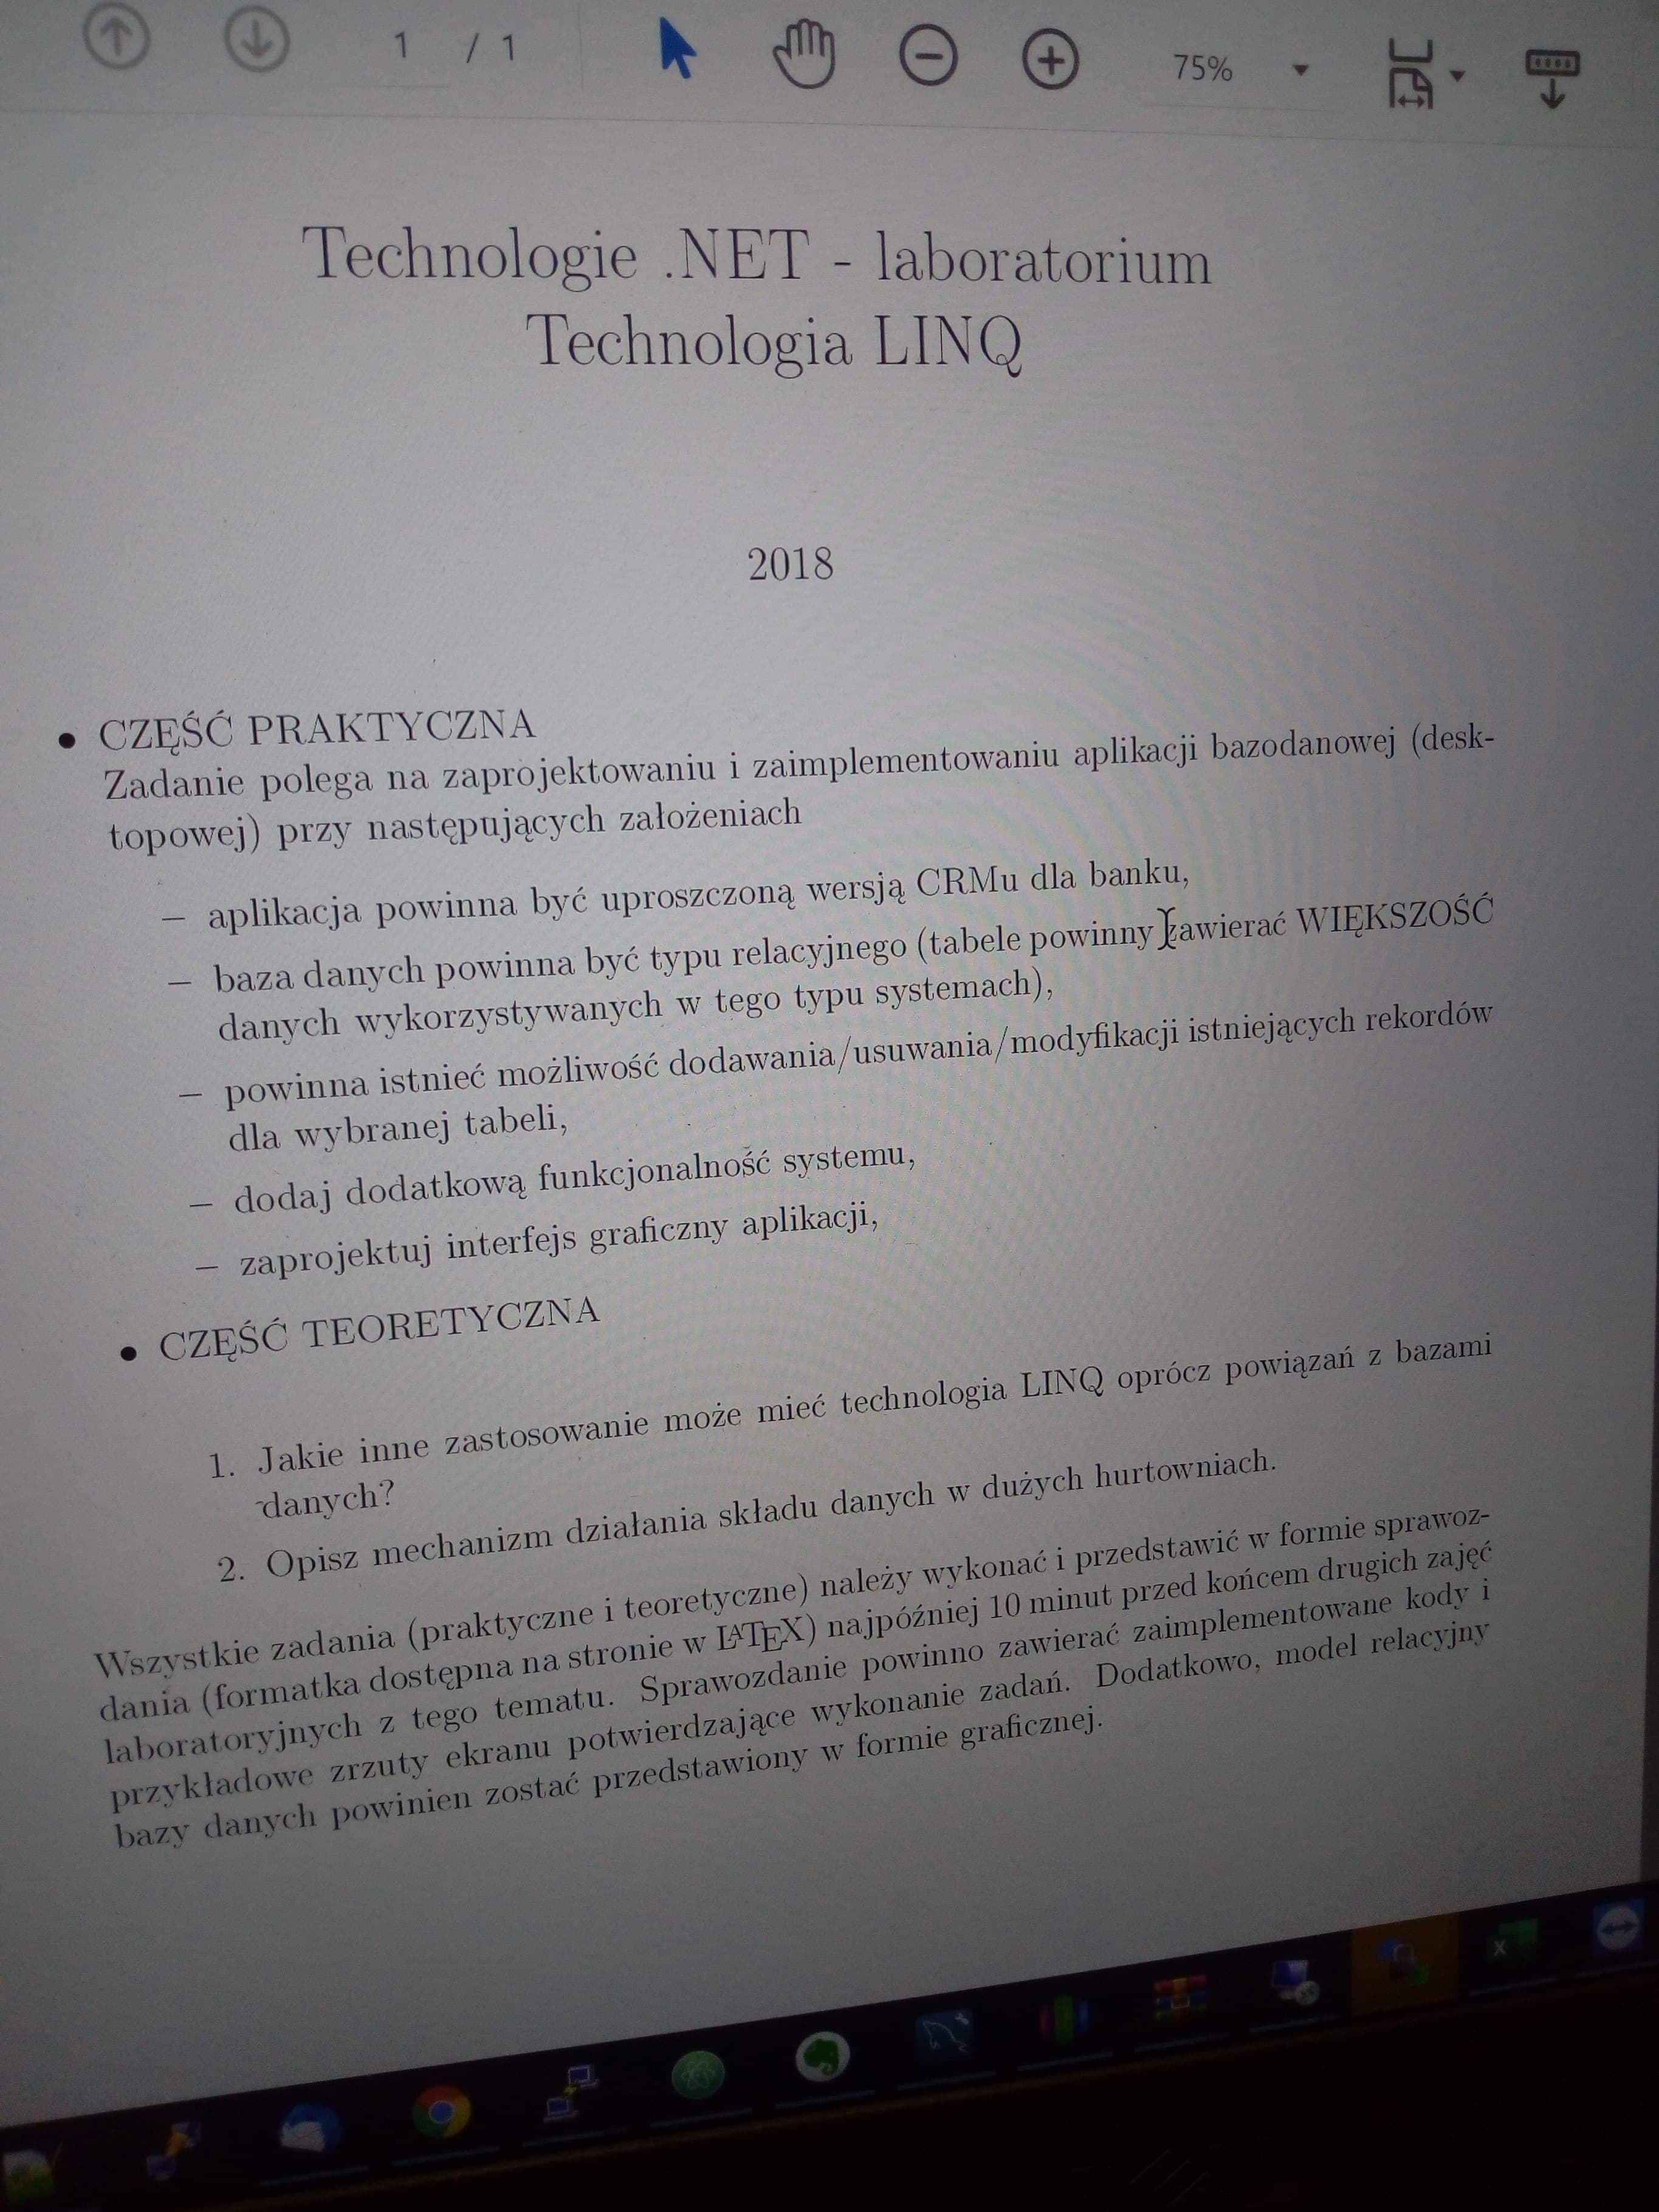 1 / 1 75%
Technologie .NET - laboratorium
Technologia LINQ
2018
• CZĘŚĆ PRAKTYCZNA
Zadanie polega na zaprojektowaniu i zaimplementowaniu aplikacji bazodanowej (desk-
topowej) przy następujących założeniach
– aplikacja powinna być uproszczoną wersją CRMu dla banku,
– baza danych powinna być typu relacyjnego (tabele powinny zawierać WIĘKSZOŚĆ
danych wykorzystywanych w tego typu systemach),
– powinna istnieć możliwość dodawania/usuwania/modyfikacji istniejących rekordów
dla wybranej tabeli,
– dodaj dodatkową funkcjonalność systemu,
– zaprojektuj interfejs graficzny aplikacji,
• CZĘŚĆ TEORETYCZNA
1. Jakie inne zastosowanie może mieć technologia LINQ oprócz powiązań z bazami
danych?
2. Opisz mechanizm działania składu danych w dużych hurtowniach.
Wszystkie zadania (praktyczne i teoretyczne) należy wykonać i przedstawić w formie sprawoz-
dania (formatka dostępna na stronie w LATEX) najpóźniej 10 minut przed końcem drugich zajęć
laboratoryjnych z tego tematu. Sprawozdanie powinno zawierać zaimplementowane kody i
przykładowe zrzuty ekranu potwierdzające wykonanie zadań. Dodatkowo, model relacyjny
bazy danych powinien zostać przedstawiony w formie graficznej.